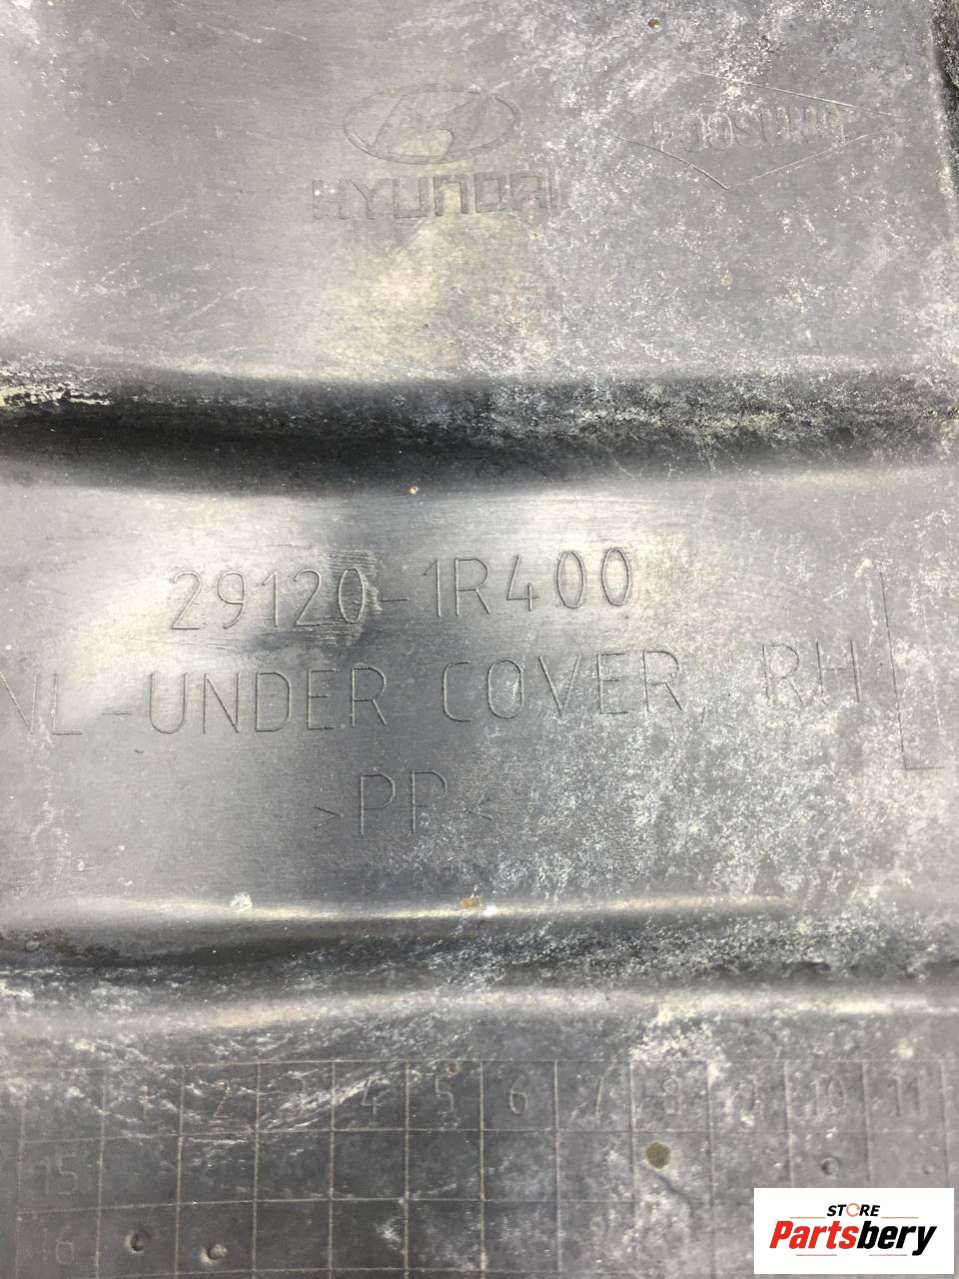 HYUNDAI
29120-1R400
NL-UNDER COVER, RH
>PP<
1 2 3 4 5 6 7 8 9 10 11
15
16
STORE
Partsbery